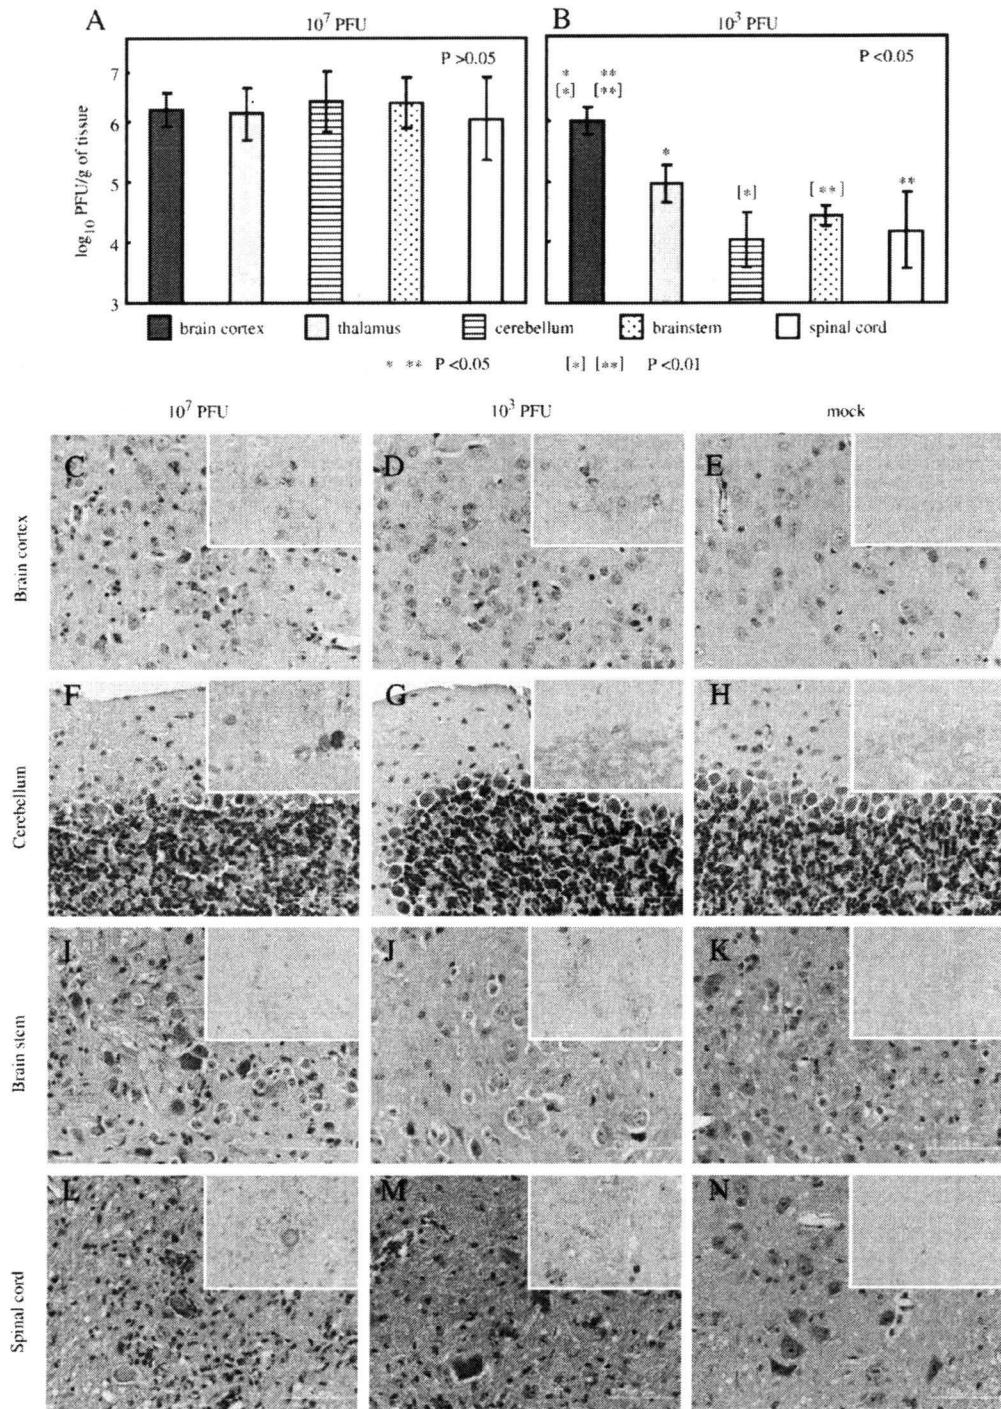 A 10^7 PFU
B 10^3 PFU
P >0.05
P <0.05
* **
[*] [**]
*
[*]
[**]
**
log10 PFU/g of tissue
7
6
5
4
3
brain cortex
thalamus
cerebellum
brainstem
spinal cord
* ** P <0.05
[*] [**] P <0.01
10^7 PFU
10^3 PFU
mock
Brain cortex
C
D
E
Cerebellum
F
G
H
Brain stem
I
J
K
Spinal cord
L
M
N